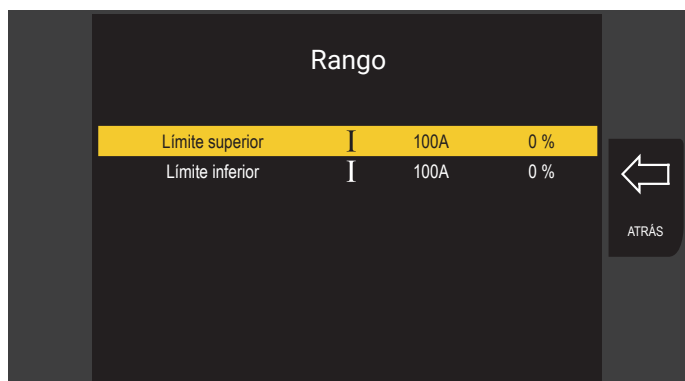 Rango
Límite superior I 100A 0 %
Límite inferior I 100A 0 %
ATRÁS